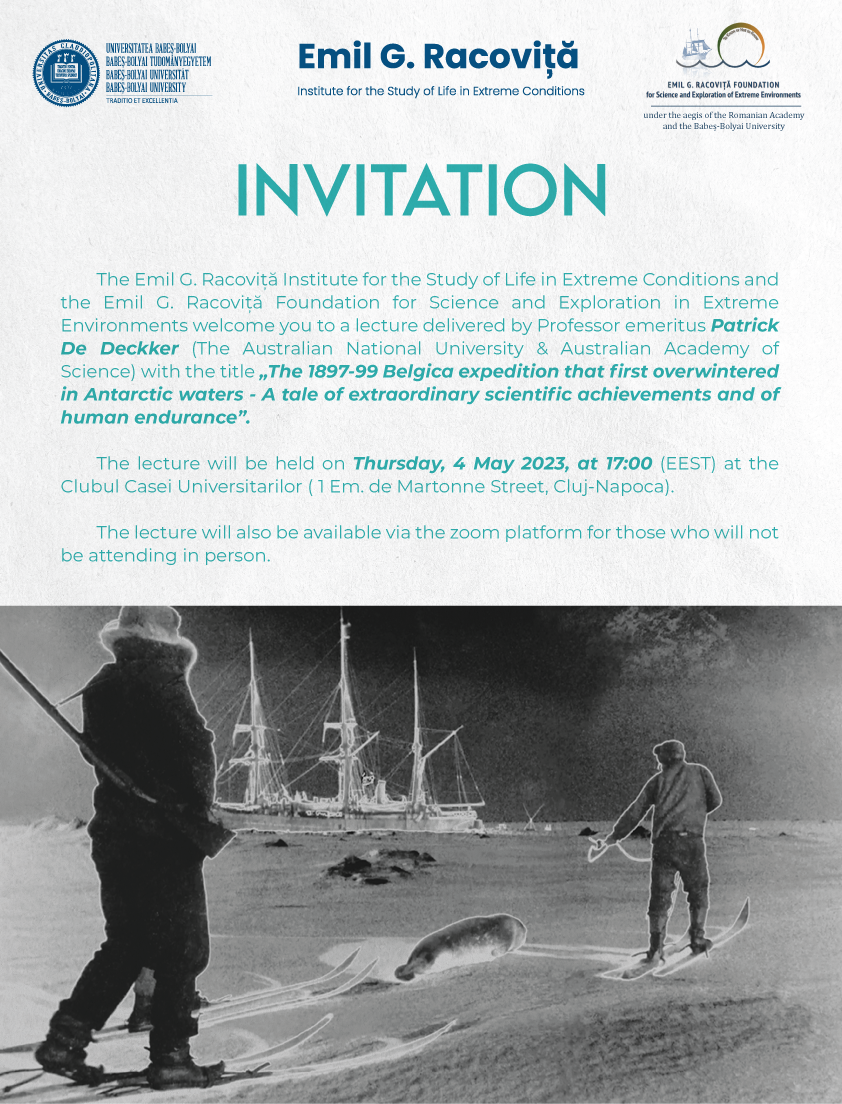 UNIVERSITATEA BABEȘ-BOLYAI
BABEȘ-BOLYAI TUDOMÁNYEGYETEM
BABEȘ-BOLYAI UNIVERSITÄT
BABEȘ-BOLYAI UNIVERSITY
TRADITIO ET EXCELLENTIA
Emil G. Racoviță
Institute for the Study of Life in Extreme Conditions
EMIL G. RACOVIȚĂ FOUNDATION
for Science and Exploration of Extreme Environments
under the aegis of the Romanian Academy
and the Babeș-Bolyai University
INVITATION
The Emil G. Racoviță Institute for the Study of Life in Extreme Conditions and
the Emil G. Racoviță Foundation for Science and Exploration in Extreme
Environments welcome you to a lecture delivered by Professor emeritus Patrick
De Deckker (The Australian National University & Australian Academy of
Science) with the title „The 1897-99 Belgica expedition that first overwintered
in Antarctic waters - A tale of extraordinary scientific achievements and of
human endurance”.
The lecture will be held on Thursday, 4 May 2023, at 17:00 (EEST) at the
Clubul Casei Universitarilor ( 1 Em. de Martonne Street, Cluj-Napoca).
The lecture will also be available via the zoom platform for those who will not
be attending in person.